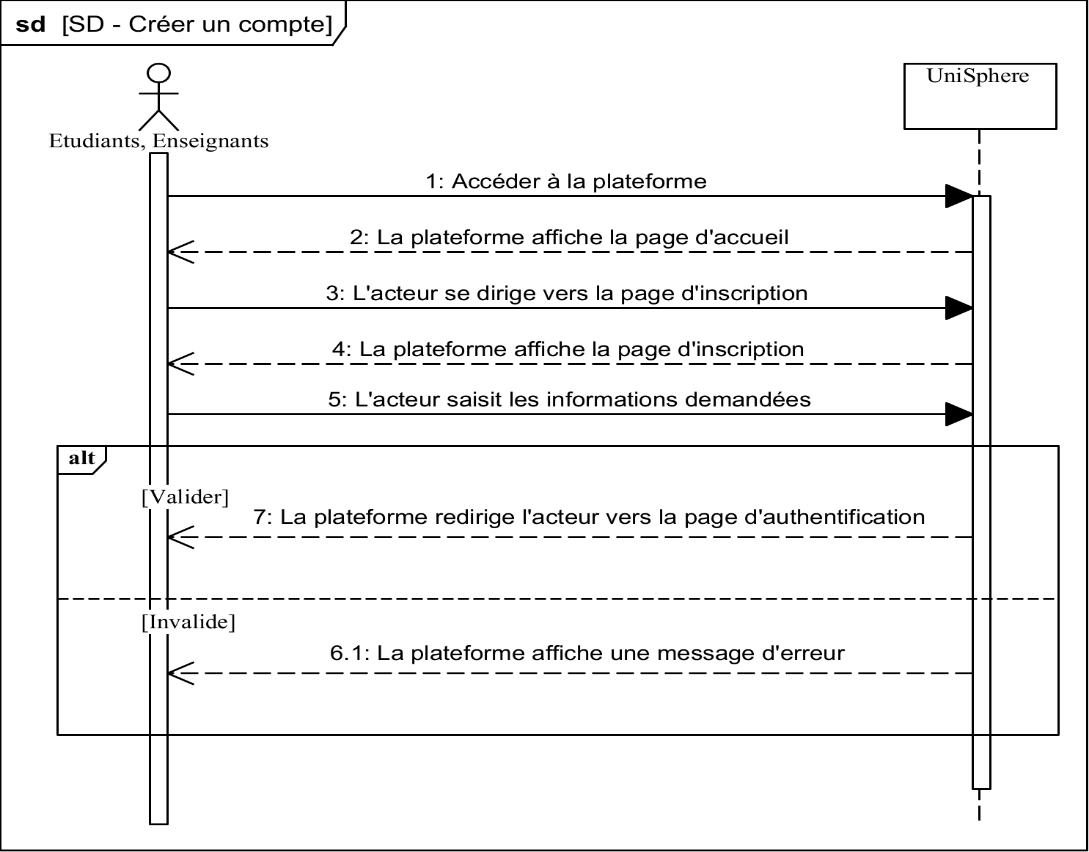 sd [SD - Créer un compte]
UniSphere
Etudiants, Enseignants
1: Accéder à la plateforme
2: La plateforme affiche la page d'accueil
3: L'acteur se dirige vers la page d'inscription
4: La plateforme affiche la page d'inscription
5: L'acteur saisit les informations demandées
alt
[Valider]
7: La plateforme redirige l'acteur vers la page d'authentification
[Invalide]
6.1: La plateforme affiche une message d'erreur